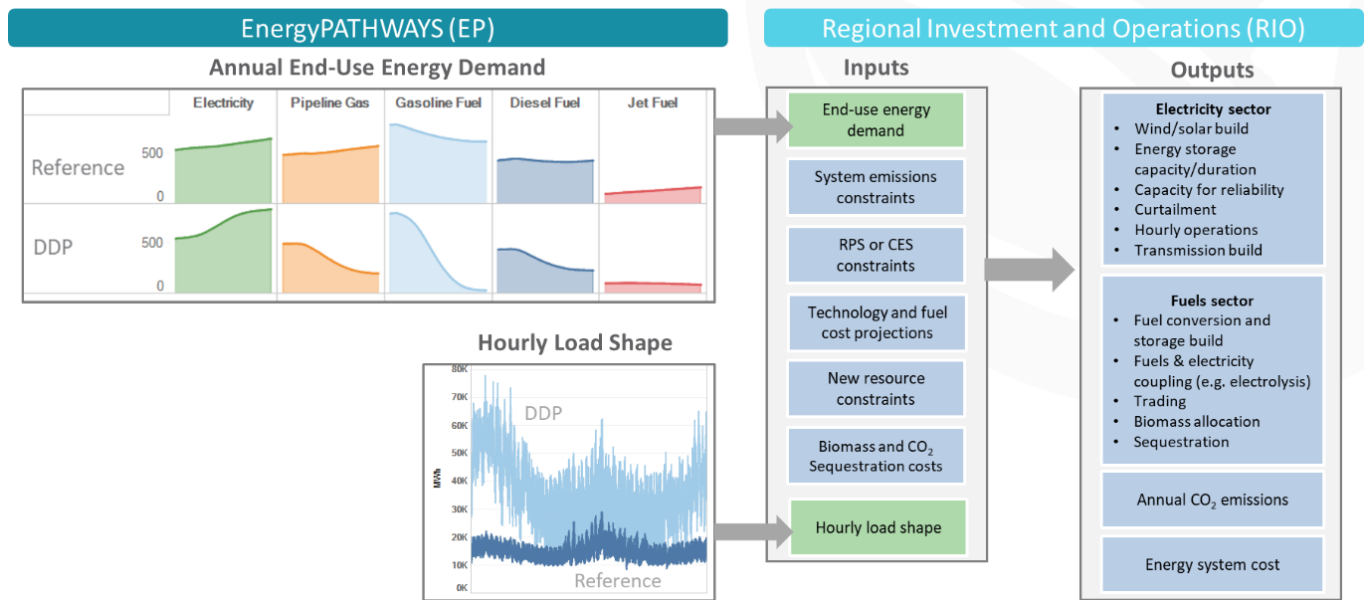 EnergyPATHWAYS (EP)
Annual End-Use Energy Demand
Electricity
Pipeline Gas
Gasoline Fuel
Diesel Fuel
Jet Fuel
Reference
500
0
DDP
500
0
Hourly Load Shape
80K
70K
60K
50K
40K
30K
20K
10K
0K
MWh
DDP
Reference
Regional Investment and Operations (RIO)
Inputs
End-use energy
demand
System emissions
constraints
RPS or CES
constraints
Technology and fuel
cost projections
New resource
constraints
Biomass and CO₂
Sequestration costs
Hourly load shape
Outputs
Electricity sector
• Wind/solar build
• Energy storage
capacity/duration
• Capacity for reliability
• Curtailment
• Hourly operations
• Transmission build
Fuels sector
• Fuel conversion and
storage build
• Fuels & electricity
coupling (e.g. electrolysis)
• Trading
• Biomass allocation
• Sequestration
Annual CO₂ emissions
Energy system cost